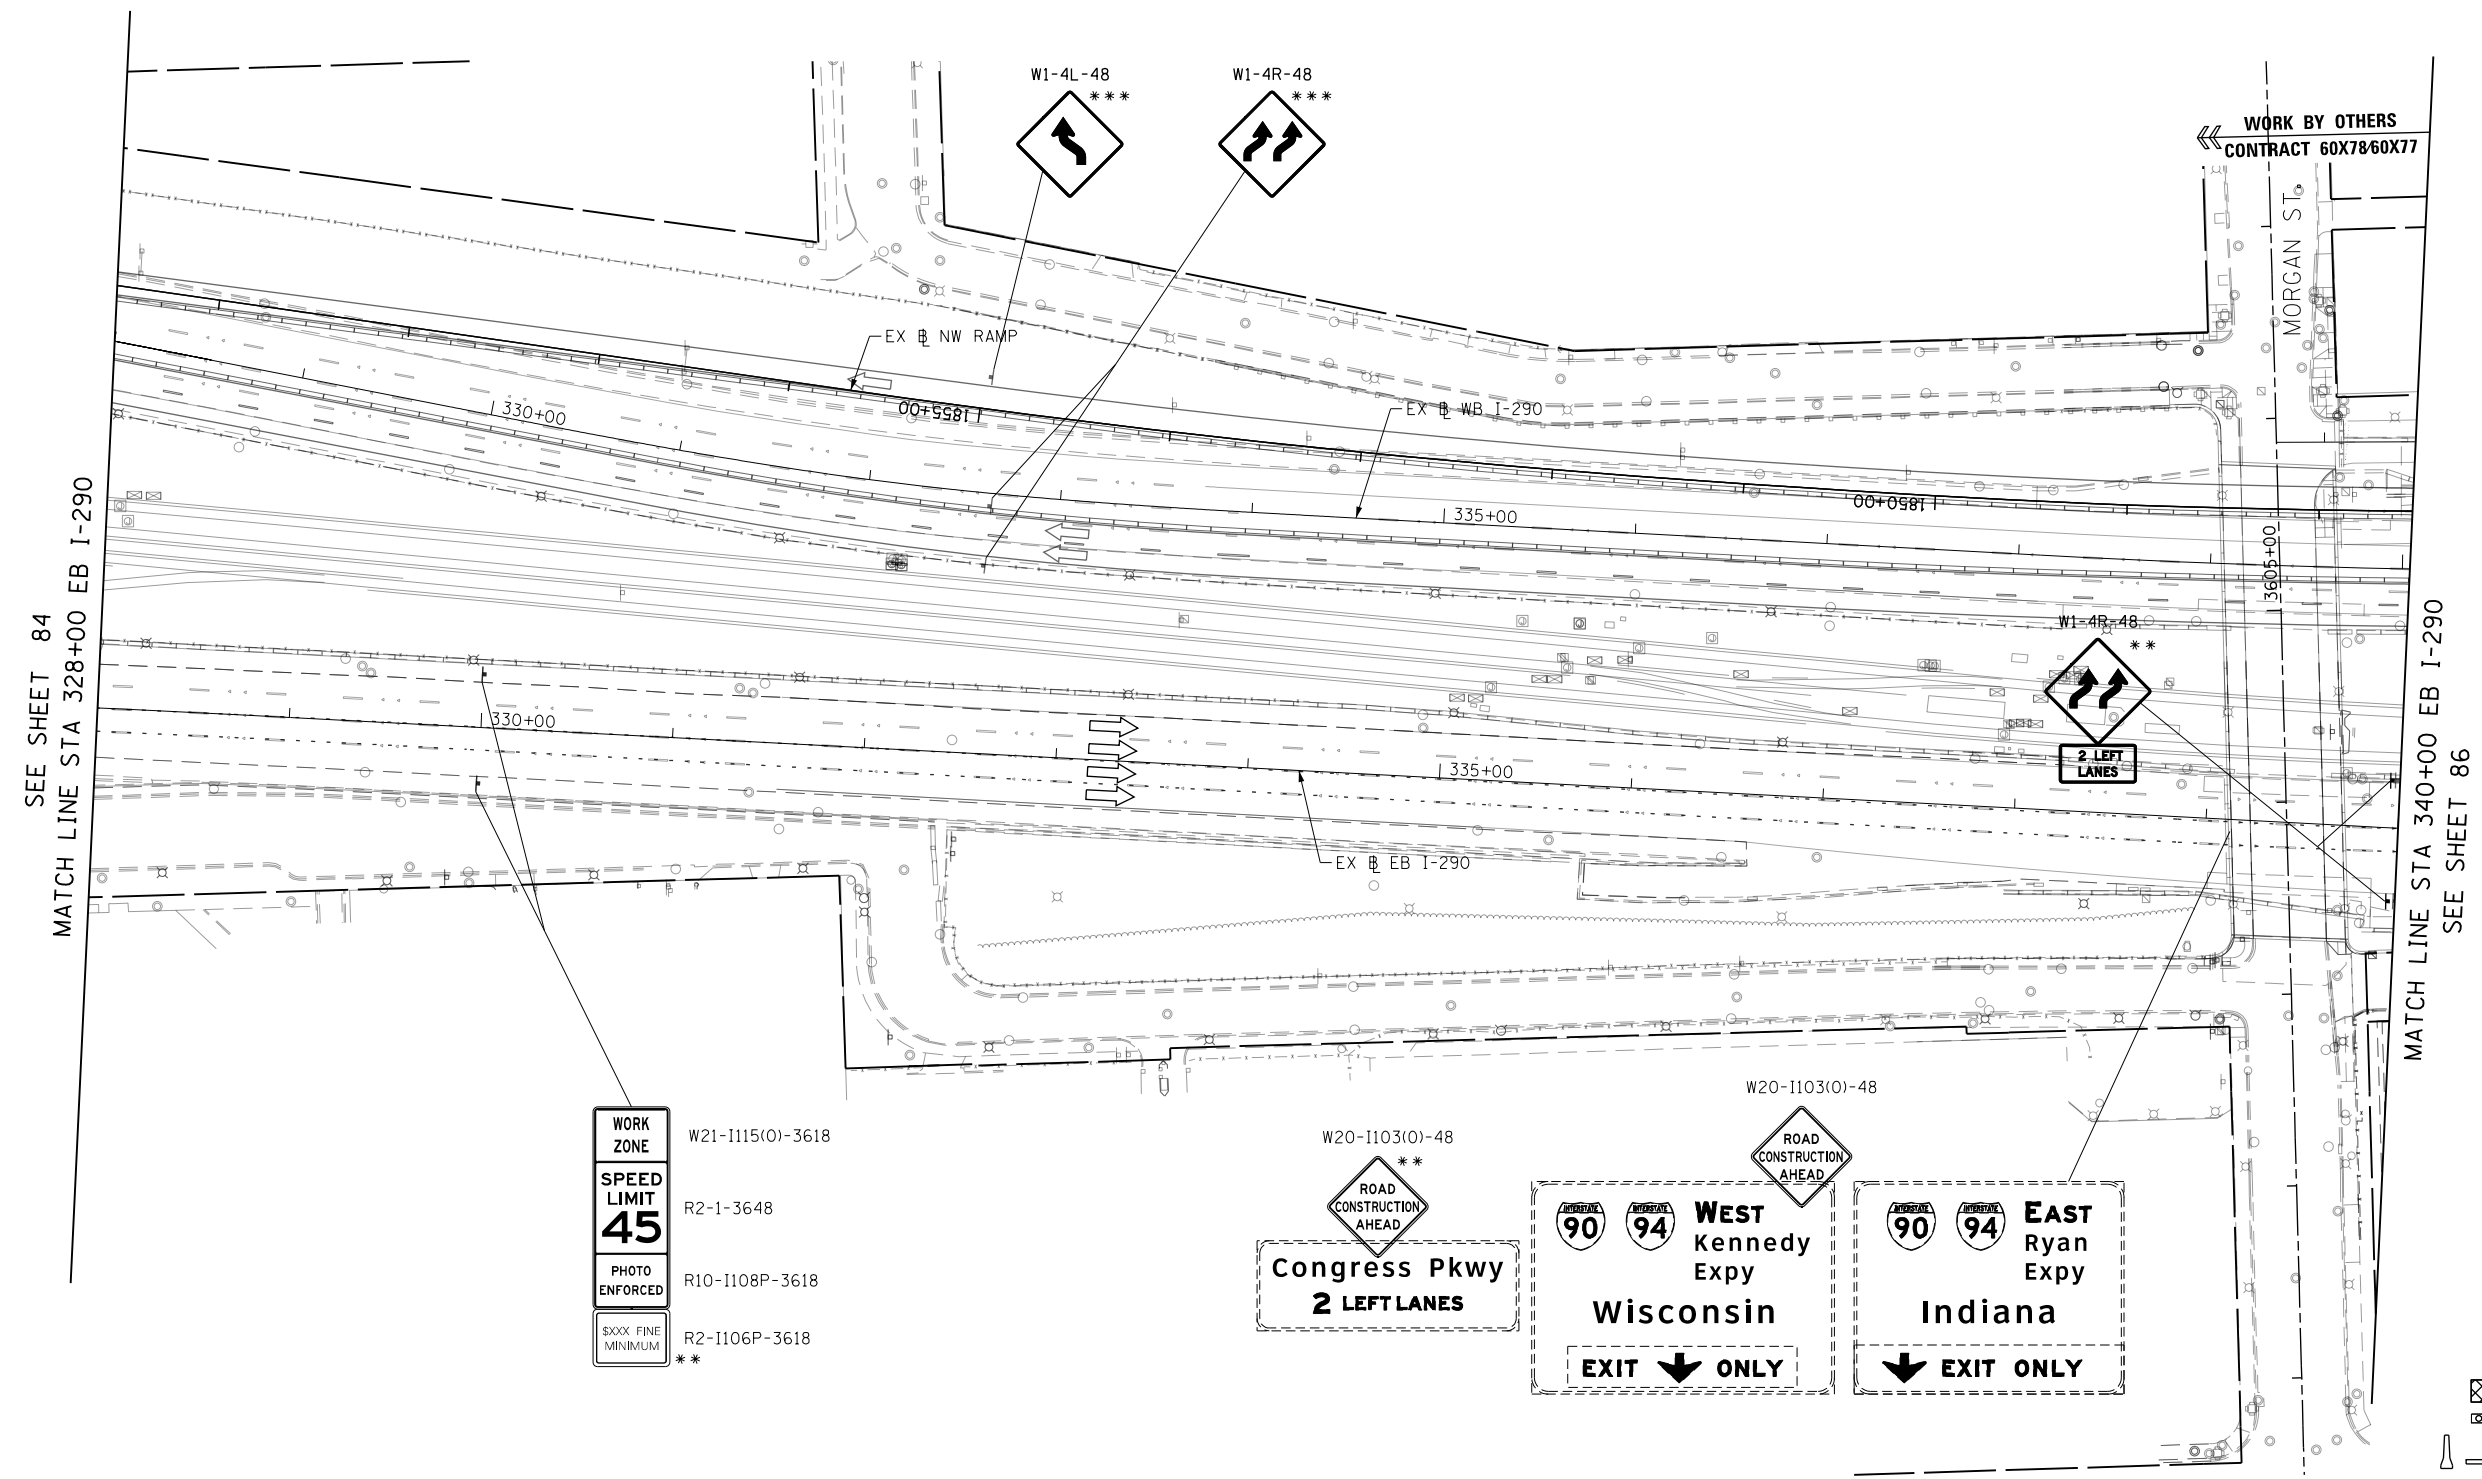 W1-4L-48
***
W1-4R-48
***
WORK BY OTHERS
CONTRACT 60X78/60X77
MORGAN ST.
EX ℄ NW RAMP
1855+00
330+00
EX ℄ WB I-290
335+00
1850+00
3605+00
SEE SHEET 84
MATCH LINE STA 328+00 EB I-290
W1-4R-48
**
2 LEFT
LANES
330+00
335+00
EX ℄ EB I-290
MATCH LINE STA 340+00 EB I-290
SEE SHEET 86
WORK
ZONE
W21-I115(O)-3618
SPEED
LIMIT
45
R2-1-3648
PHOTO
ENFORCED
R10-I108P-3618
$XXX FINE
MINIMUM
R2-I106P-3618
**
W20-I103(O)-48
**
ROAD
CONSTRUCTION
AHEAD
Congress Pkwy
2 LEFT LANES
W20-I103(O)-48
ROAD
CONSTRUCTION
AHEAD
INTERSTATE 90 INTERSTATE 94 WEST
Kennedy
Expy
Wisconsin
EXIT ONLY
INTERSTATE 90 INTERSTATE 94 EAST
Ryan
Expy
Indiana
EXIT ONLY